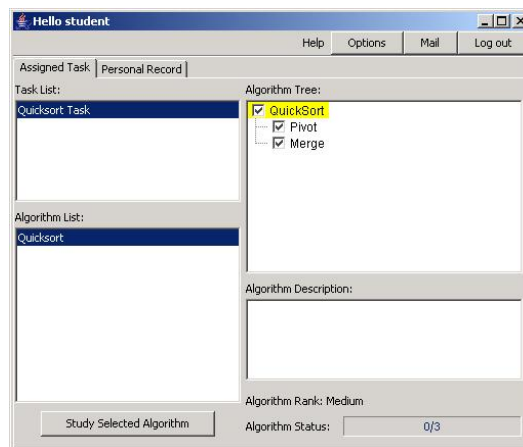 Hello student
Help Options Mail Log out
Assigned Task Personal Record
Task List:
Quicksort Task
Algorithm List:
Quicksort
Study Selected Algorithm
Algorithm Tree:
QuickSort
Pivot
Merge
Algorithm Description:
Algorithm Rank: Medium
Algorithm Status: 0/3